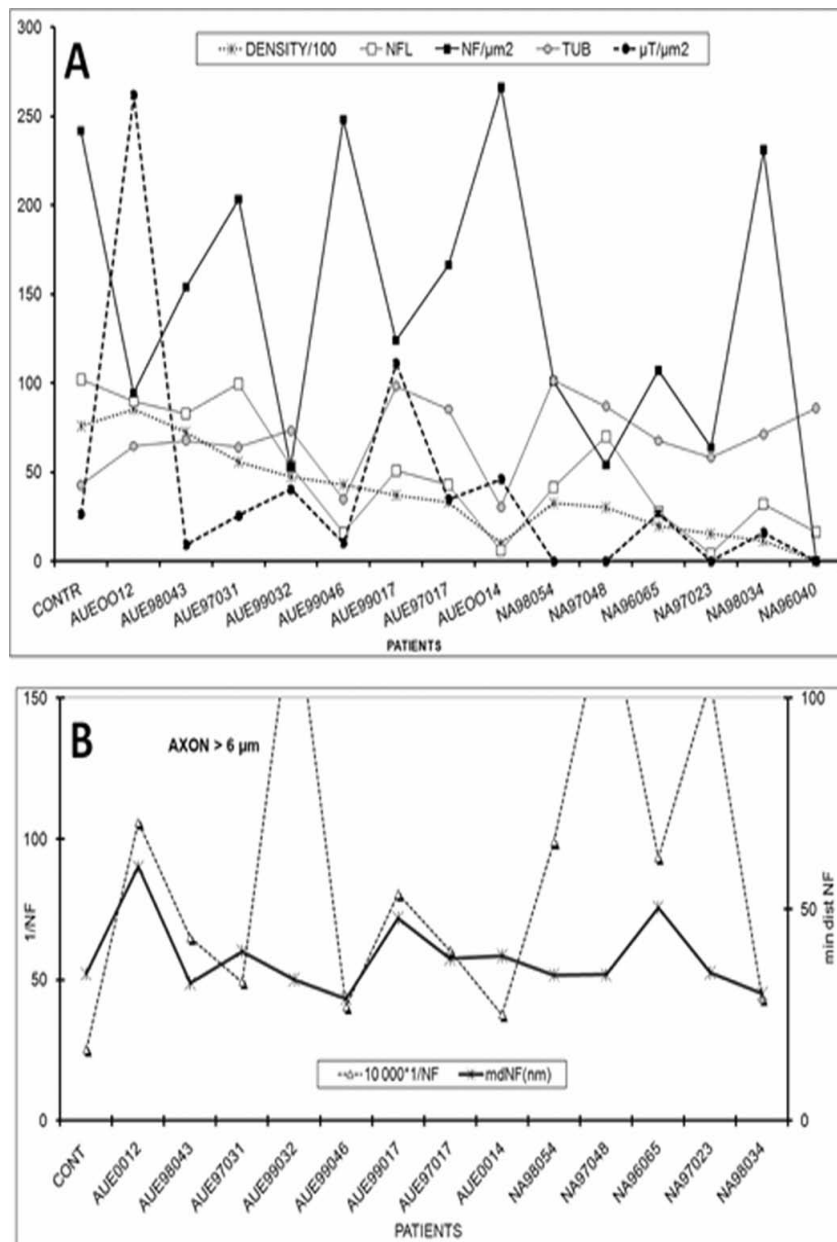 A
DENSITY/100 NFL NF/µm2 TUB µT/µm2
300
250
200
150
100
50
0
CONTR AUEOO12 AUE98043 AUE97031 AUE99032 AUE99046 AUE99017 AUE97017 AUEOO14 NA98054 NA97048 NA96065 NA97023 NA98034 NA96040
PATIENTS
B
AXON > 6 µm
150
100
50
0
1/NF
100
50
0
min dist NF
10 000*1/NF mdNF(nm)
CONT AUE0012 AUE98043 AUE97031 AUE99032 AUE99046 AUE99017 AUE97017 AUE0014 NA98054 NA97048 NA96065 NA97023 NA98034
PATIENTS